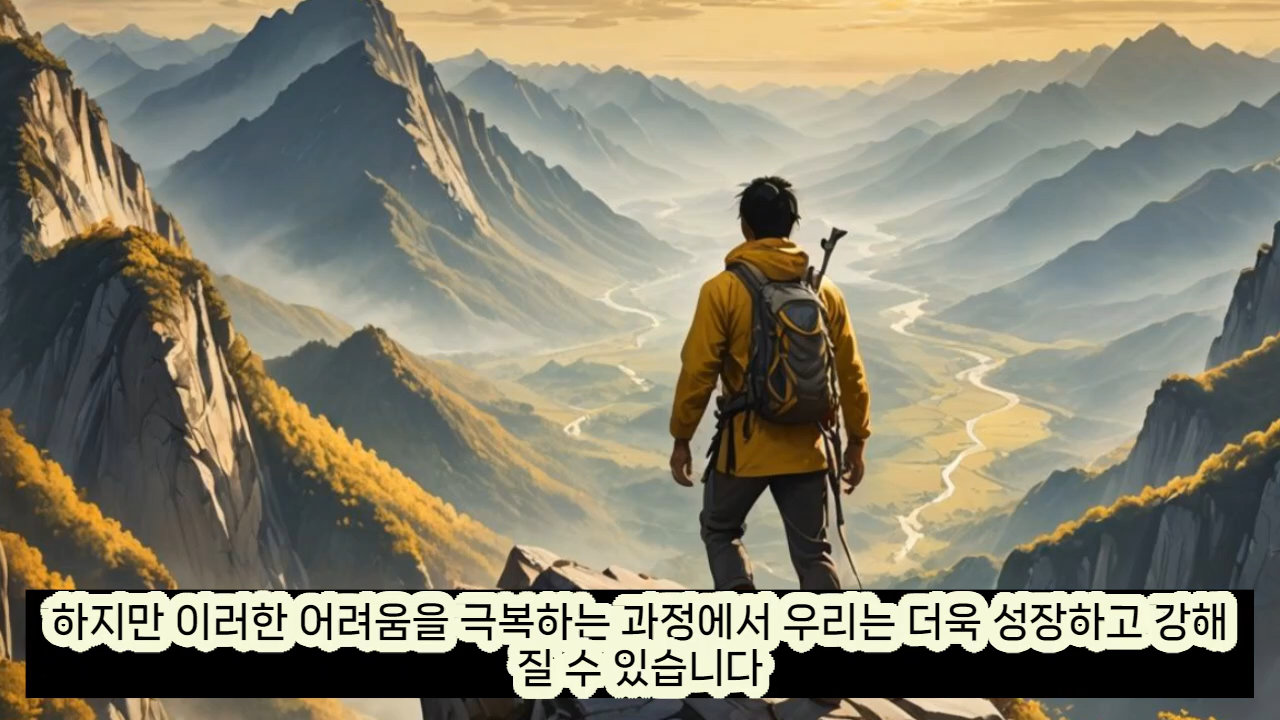 하지만 이러한 어려움을 극복하는 과정에서 우리는 더욱 성장하고 강해
질 수 있습니다